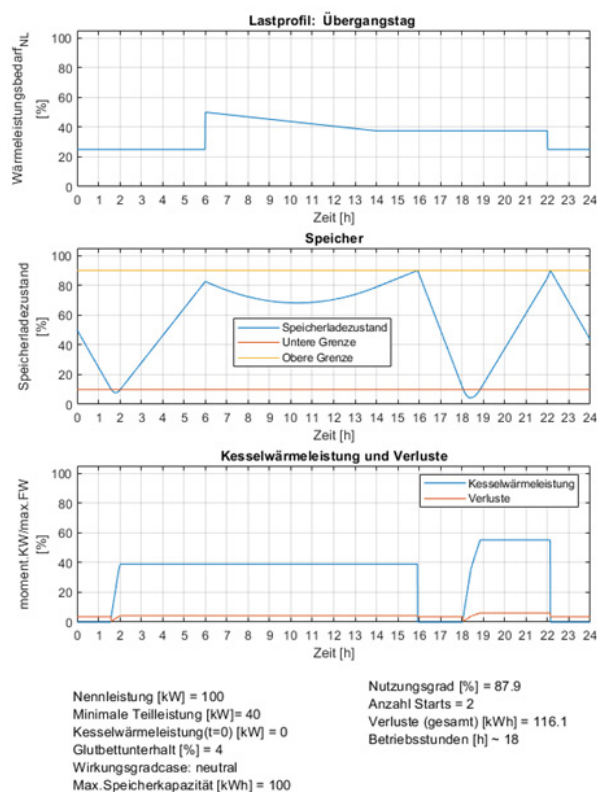 Lastprofil: Übergangstag
Wärmeleistungsbedarf_NL
[%]
100
80
60
40
20
0
0 1 2 3 4 5 6 7 8 9 10 11 12 13 14 15 16 17 18 19 20 21 22 23 24
Zeit [h]
Speicher
Speicherladezustand
[%]
100
80
60
40
20
0
Speicherladezustand
Untere Grenze
Obere Grenze
0 1 2 3 4 5 6 7 8 9 10 11 12 13 14 15 16 17 18 19 20 21 22 23 24
Zeit [h]
Kesselwärmeleistung und Verluste
moment.KW/max.FW
[%]
100
80
60
40
20
0
Kesselwärmeleistung
Verluste
0 1 2 3 4 5 6 7 8 9 10 11 12 13 14 15 16 17 18 19 20 21 22 23 24
Zeit [h]
Nennleistung [kW] = 100
Minimale Teilleistung [kW]= 40
Kesselwärmeleistung(t=0) [kW] = 0
Glutbettunterhalt [%] = 4
Wirkungsgradcase: neutral
Max.Speicherkapazität [kWh] = 100
Nutzungsgrad [%] = 87.9
Anzahl Starts = 2
Verluste (gesamt) [kWh] = 116.1
Betriebsstunden [h] ~ 18